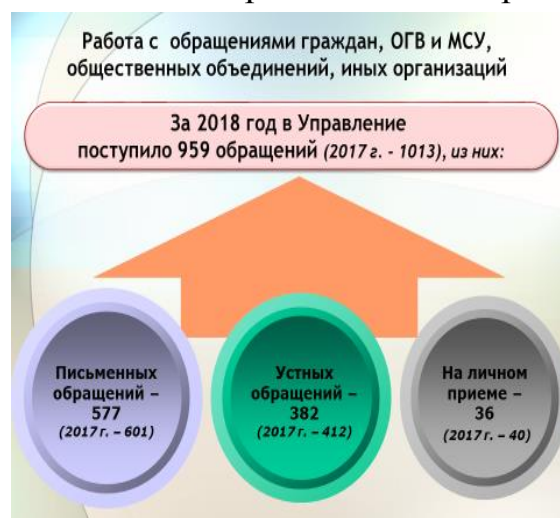 Работа с обращениями граждан, ОГВ и МСУ,
общественных объединений, иных организаций
За 2018 год в Управление
поступило 959 обращений (2017 г. - 1013), из них:
Письменных
обращений –
577
(2017 г. – 601)
Устных
обращений –
382
(2017 г. – 412)
На личном
приеме –
36
(2017 г. – 40)